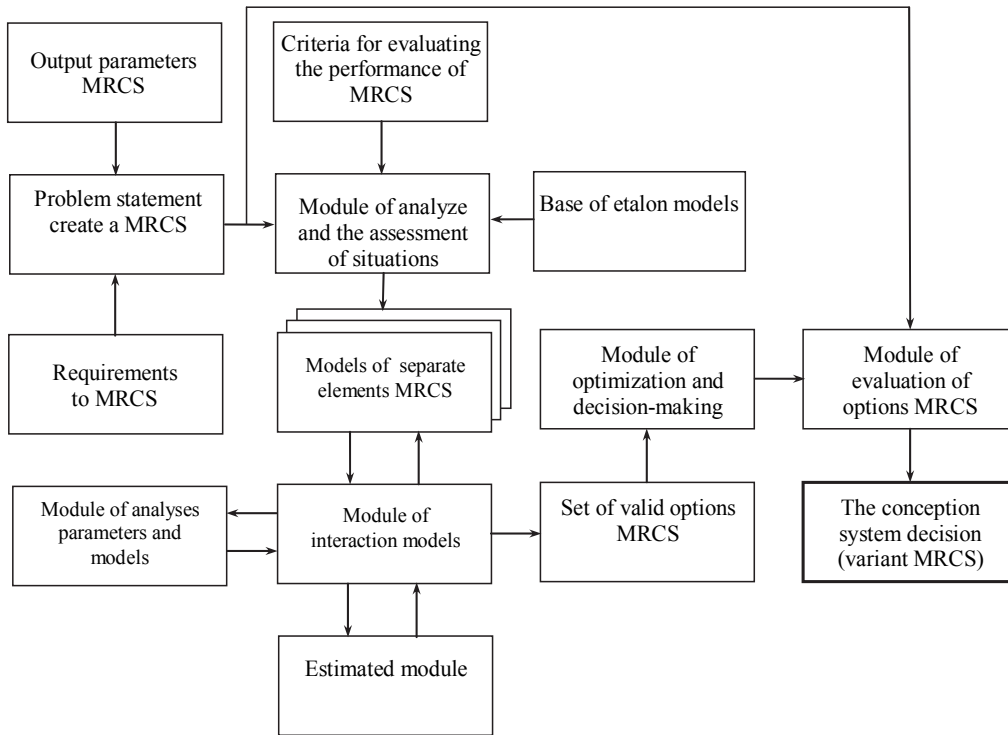 Output parameters
MRCS
Criteria for evaluating
the performance of
MRCS
Problem statement
create a MRCS
Module of analyze
and the assessment
of situations
Base of etalon models
Requirements
to MRCS
Models of separate
elements MRCS
Module of
optimization and
decision-making
Module of
evaluation of
options MRCS
Module of analyses
parameters and
models
Module of
interaction models
Set of valid options
MRCS
The conception
system decision
(variant MRCS)
Estimated module